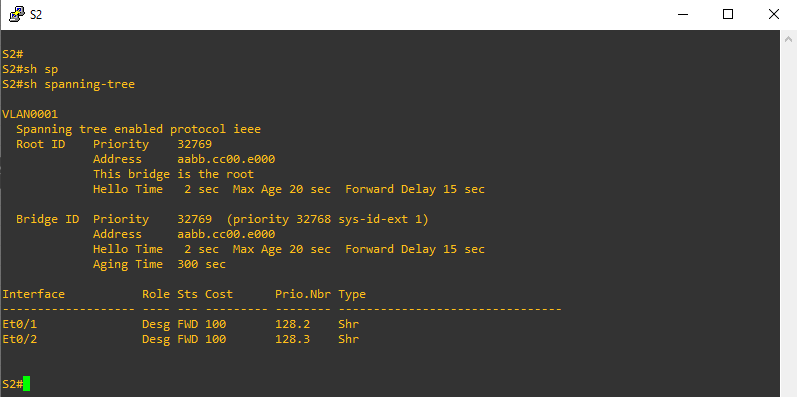 S2
S2#
S2#sh sp
S2#sh spanning-tree
VLAN0001
  Spanning tree enabled protocol ieee
  Root ID    Priority    32769
             Address     aabb.cc00.e000
             This bridge is the root
             Hello Time   2 sec  Max Age 20 sec  Forward Delay 15 sec
  Bridge ID  Priority    32769  (priority 32768 sys-id-ext 1)
             Address     aabb.cc00.e000
             Hello Time   2 sec  Max Age 20 sec  Forward Delay 15 sec
             Aging Time  300 sec
Interface           Role Sts Cost      Prio.Nbr Type
------------------- ---- --- --------- -------- --------------------------------
Et0/1               Desg FWD 100       128.2    Shr
Et0/2               Desg FWD 100       128.3    Shr
S2#